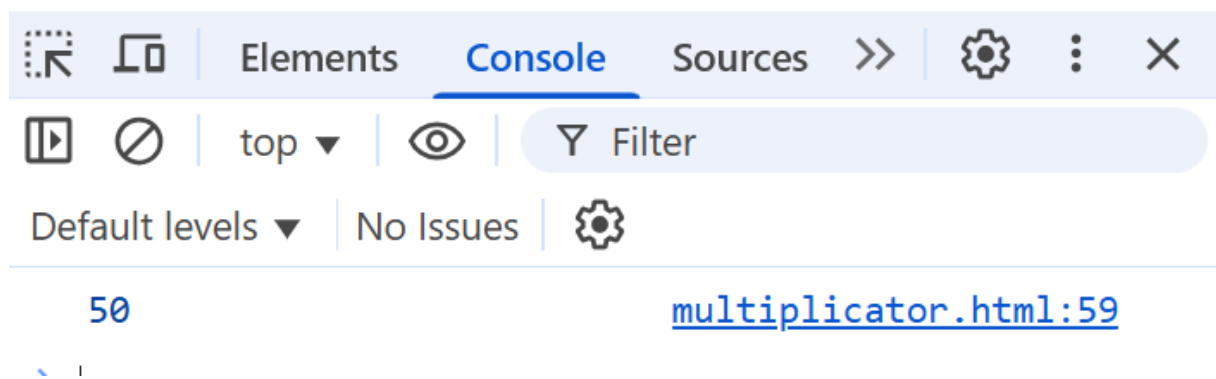 Elements Console Sources
top Filter
Default levels No Issues
50 multiplicator.html:59